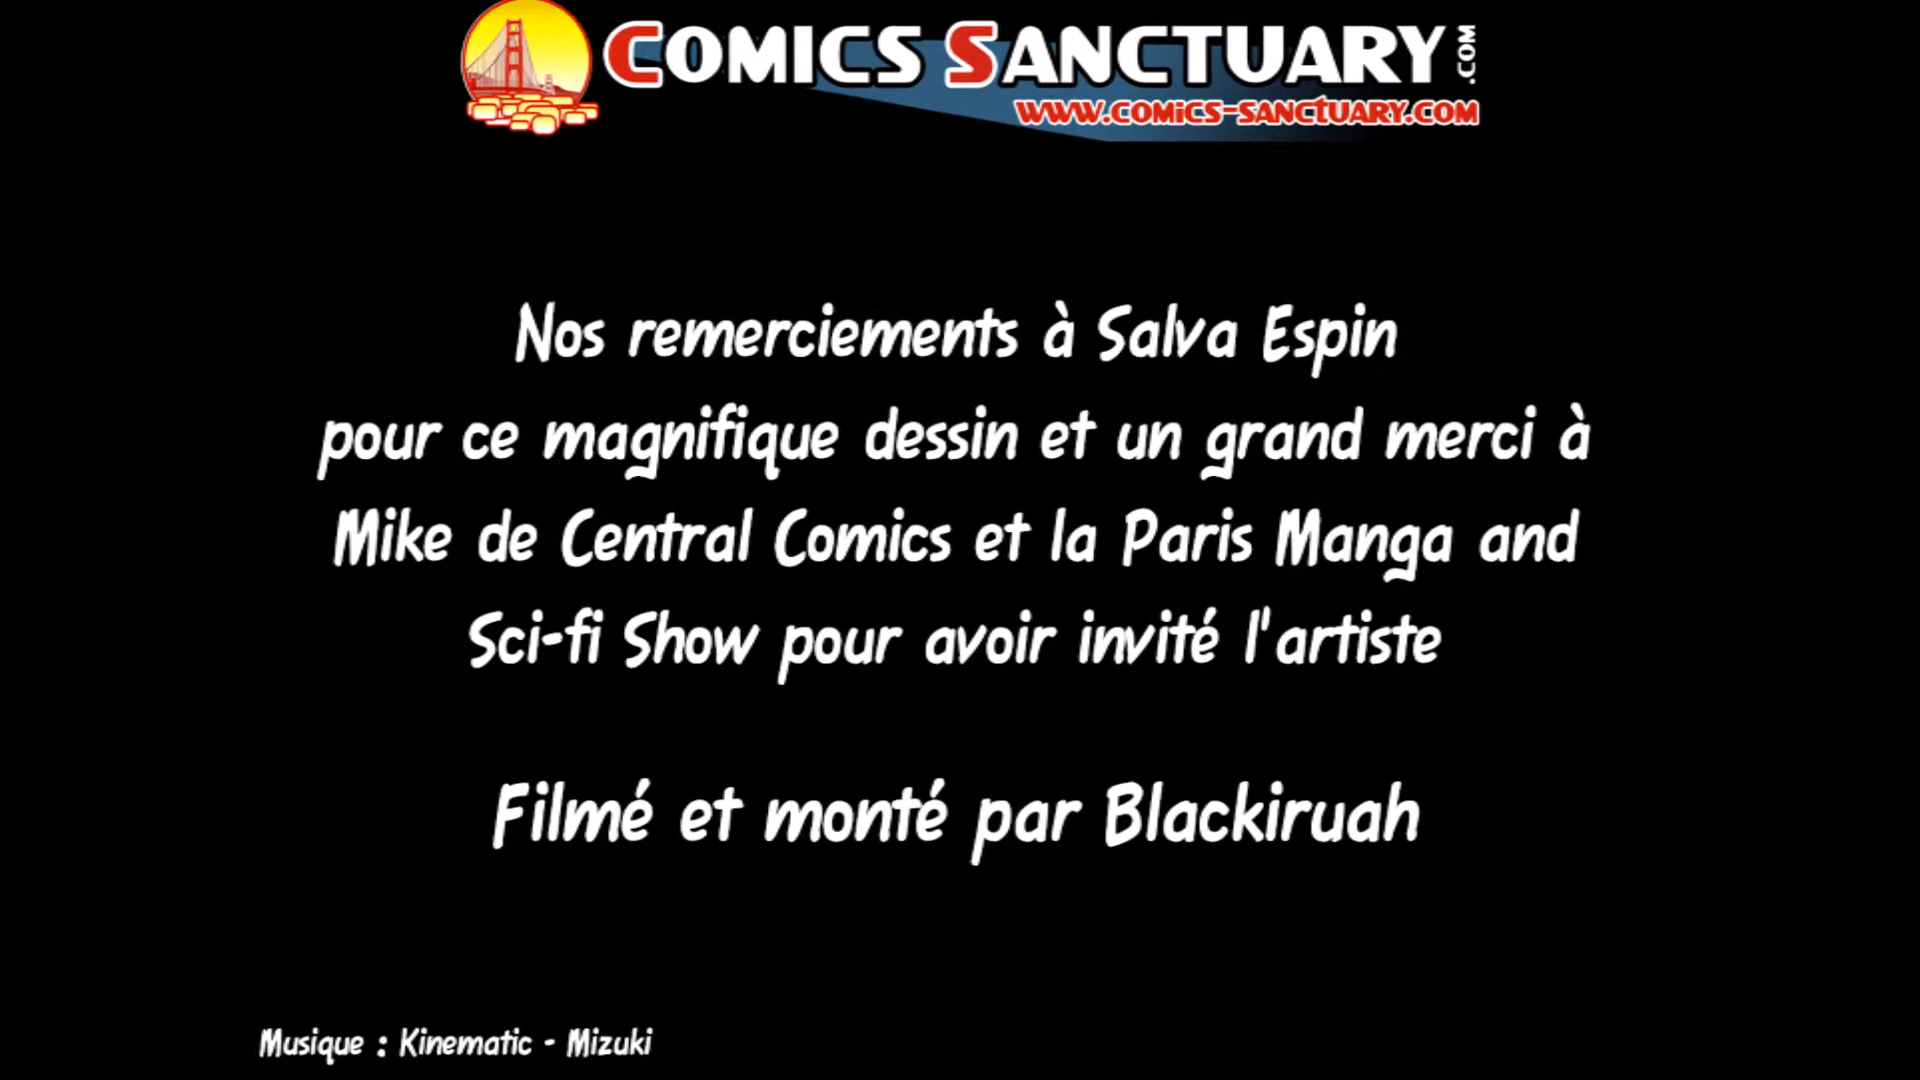 COMICS SANCTUARY .COM
WWW.COMICS-SANCTUARY.COM
Nos remerciements à Salva Espin
pour ce magnifique dessin et un grand merci à
Mike de Central Comics et la Paris Manga and
Sci-fi Show pour avoir invité l'artiste
Filmé et monté par Blackiruah
Musique : Kinematic - Mizuki